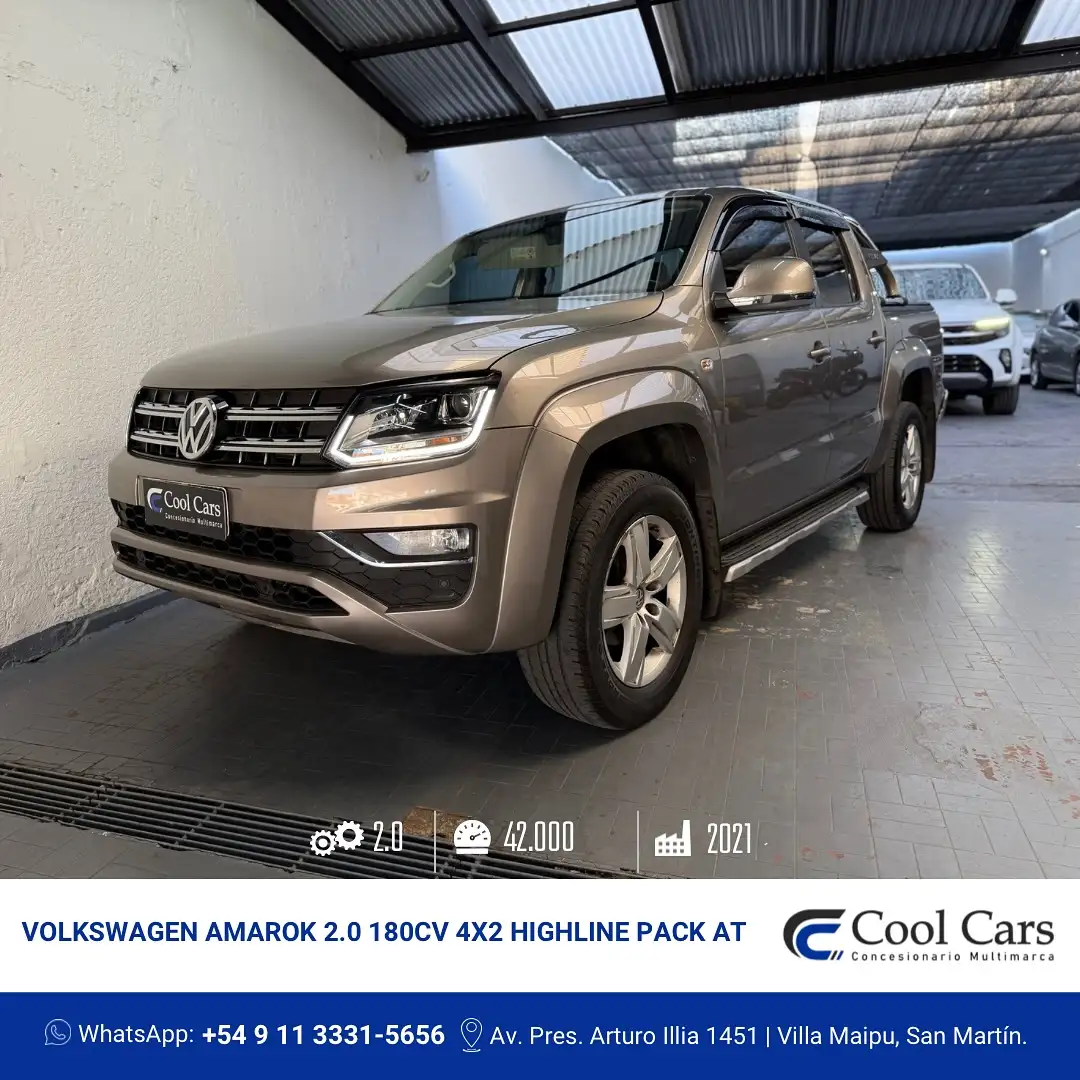 Cool Cars
Concesionario Multimarca
2.0
42.000
2021
VOLKSWAGEN AMAROK 2.0 180CV 4X2 HIGHLINE PACK AT
Cool Cars
Concesionario Multimarca
WhatsApp: +54 9 11 3331-5656
Av. Pres. Arturo Illia 1451 | Villa Maipu, San Martín.